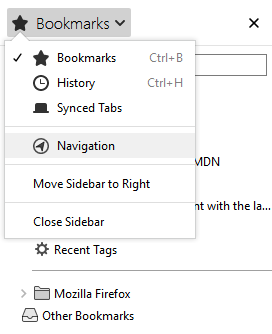 Bookmarks
Bookmarks Ctrl+B
History Ctrl+H
Synced Tabs
Navigation
MDN
Move Sidebar to Right
nt with the la...
Close Sidebar
Recent Tags
Mozilla Firefox
Other Bookmarks